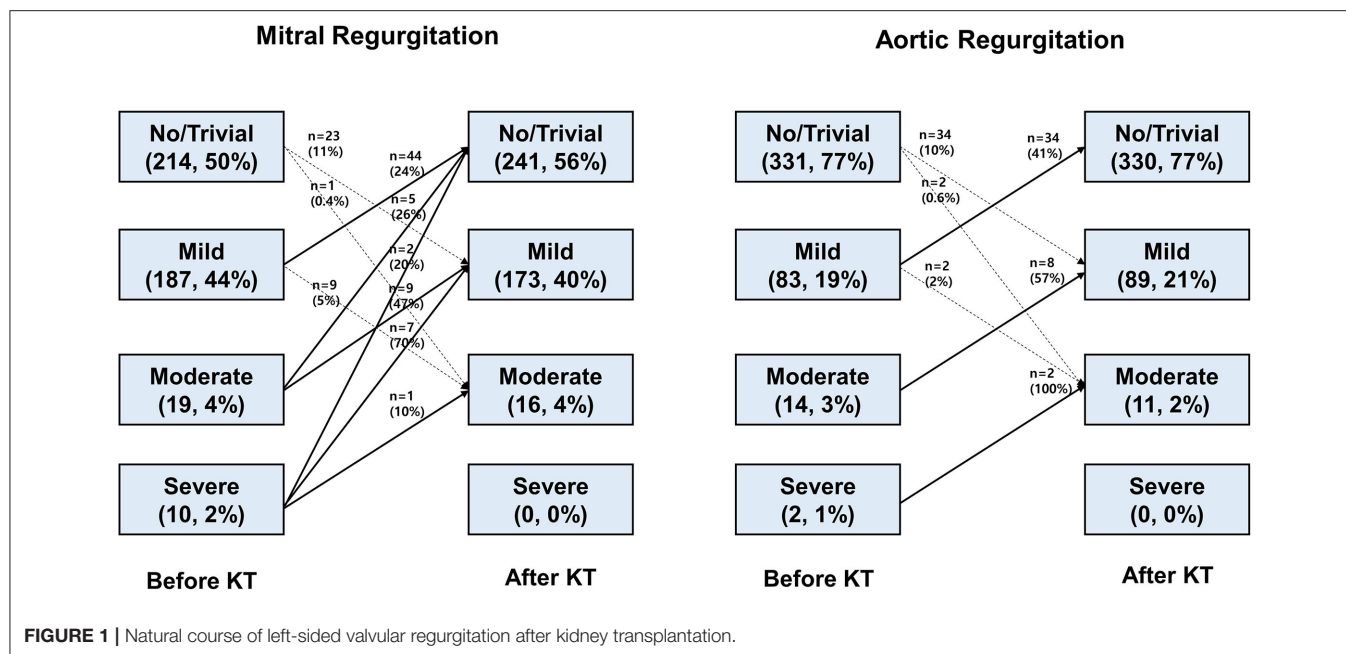 Mitral Regurgitation
No/Trivial
(214, 50%)
Mild
(187, 44%)
Moderate
(19, 4%)
Severe
(10, 2%)
Before KT
n=23
(11%)
n=1
(0.4%)
n=9
(5%)
n=44
(24%)
n=5
(26%)
n=2
(20%)
n=9
(47%)
n=7
(70%)
n=1
(10%)
No/Trivial
(241, 56%)
Mild
(173, 40%)
Moderate
(16, 4%)
Severe
(0, 0%)
After KT
Aortic Regurgitation
No/Trivial
(331, 77%)
Mild
(83, 19%)
Moderate
(14, 3%)
Severe
(2, 1%)
Before KT
n=34
(10%)
n=2
(0.6%)
n=2
(2%)
n=34
(41%)
n=8
(57%)
n=2
(100%)
No/Trivial
(330, 77%)
Mild
(89, 21%)
Moderate
(11, 2%)
Severe
(0, 0%)
After KT
FIGURE 1 | Natural course of left-sided valvular regurgitation after kidney transplantation.